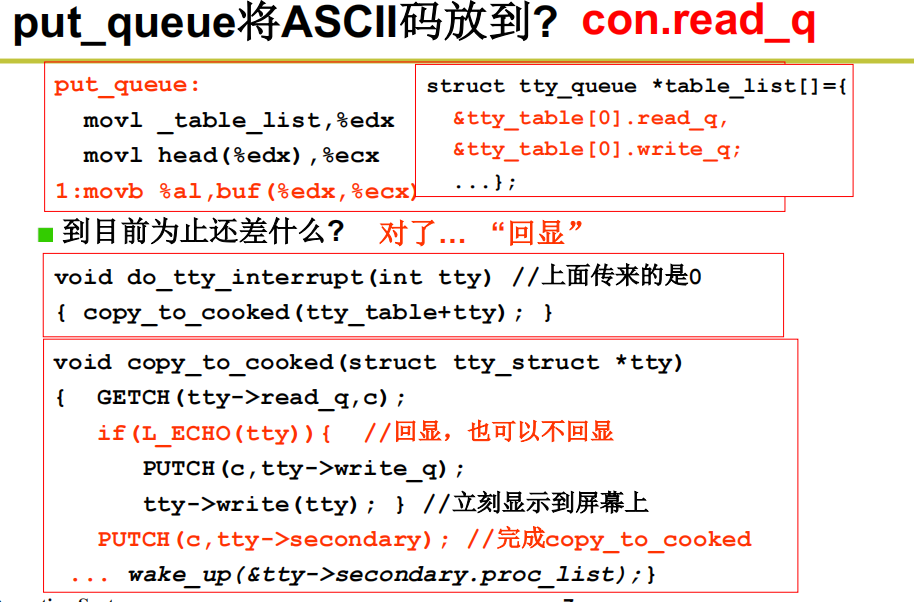 put_queue将ASCII码放到? con.read_q
put_queue:
movl _table_list,%edx
movl head(%edx),%ecx
1:movb %al,buf(%edx,%ecx)
struct tty_queue *table_list[]={
&tty_table[0].read_q,
&tty_table[0].write_q;
...};
到目前为止还差什么? 对了… “回显”
void do_tty_interrupt(int tty) //上面传来的是0
{ copy_to_cooked(tty_table+tty); }
void copy_to_cooked(struct tty_struct *tty)
{ GETCH(tty->read_q,c);
if(L_ECHO(tty)){ //回显，也可以不回显
PUTCH(c,tty->write_q);
tty->write(tty); } //立刻显示到屏幕上
PUTCH(c,tty->secondary); //完成copy_to_cooked
... wake_up(&tty->secondary.proc_list);}